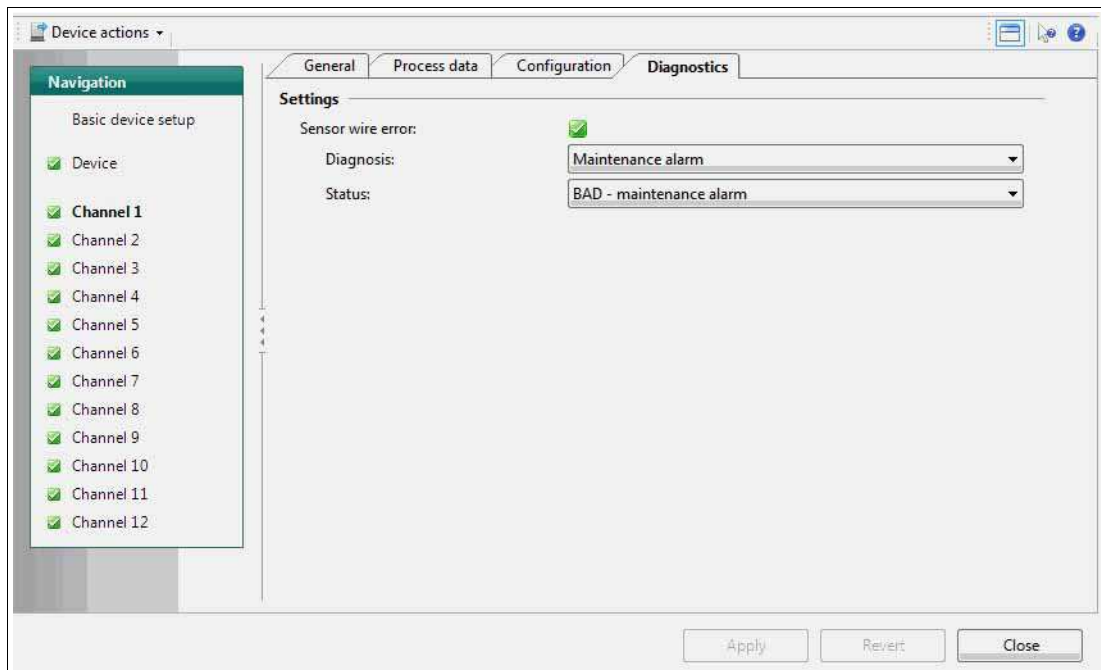 Device actions
Navigation
Basic device setup
Device
Channel 1
Channel 2
Channel 3
Channel 4
Channel 5
Channel 6
Channel 7
Channel 8
Channel 9
Channel 10
Channel 11
Channel 12
General Process data Configuration Diagnostics
Settings
Sensor wire error:
Diagnosis: Maintenance alarm
Status: BAD - maintenance alarm
Apply Revert Close